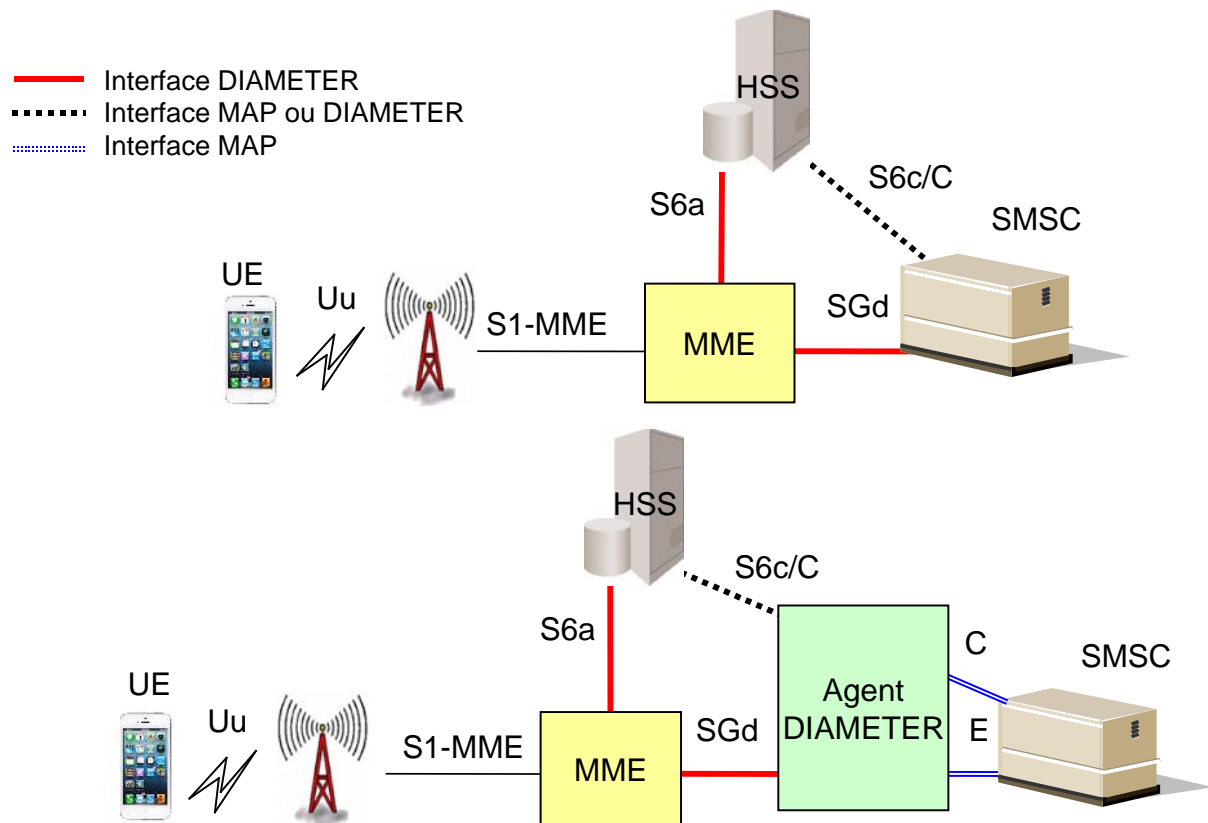 Interface DIAMETER
Interface MAP ou DIAMETER
Interface MAP
HSS
S6c/C
S6a
SMSC
UE
Uu
S1-MME
MME
SGd
HSS
S6c/C
S6a
C
SMSC
UE
Uu
Agent
DIAMETER
S1-MME
MME
SGd
E